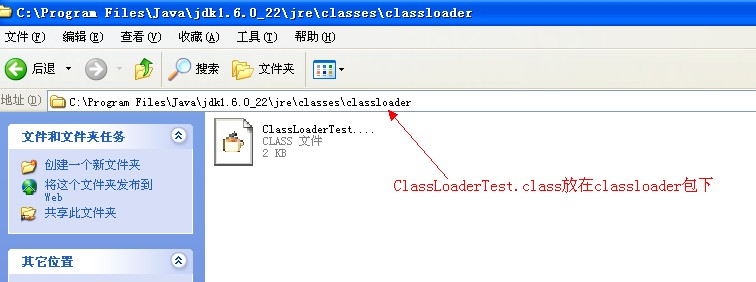 C:\Program Files\Java\jdk1.6.0_22\jre\classes\classloader
文件(F) 编辑(E) 查看(V) 收藏(A) 工具(T) 帮助(H)
后退 搜索 文件夹
地址(D) C:\Program Files\Java\jdk1.6.0_22\jre\classes\classloader
文件和文件夹任务
创建一个新文件夹
将这个文件夹发布到
Web
共享此文件夹
其它位置
ClassLoaderTest....
CLASS 文件
2 KB
ClassLoaderTest.class放在classloader包下